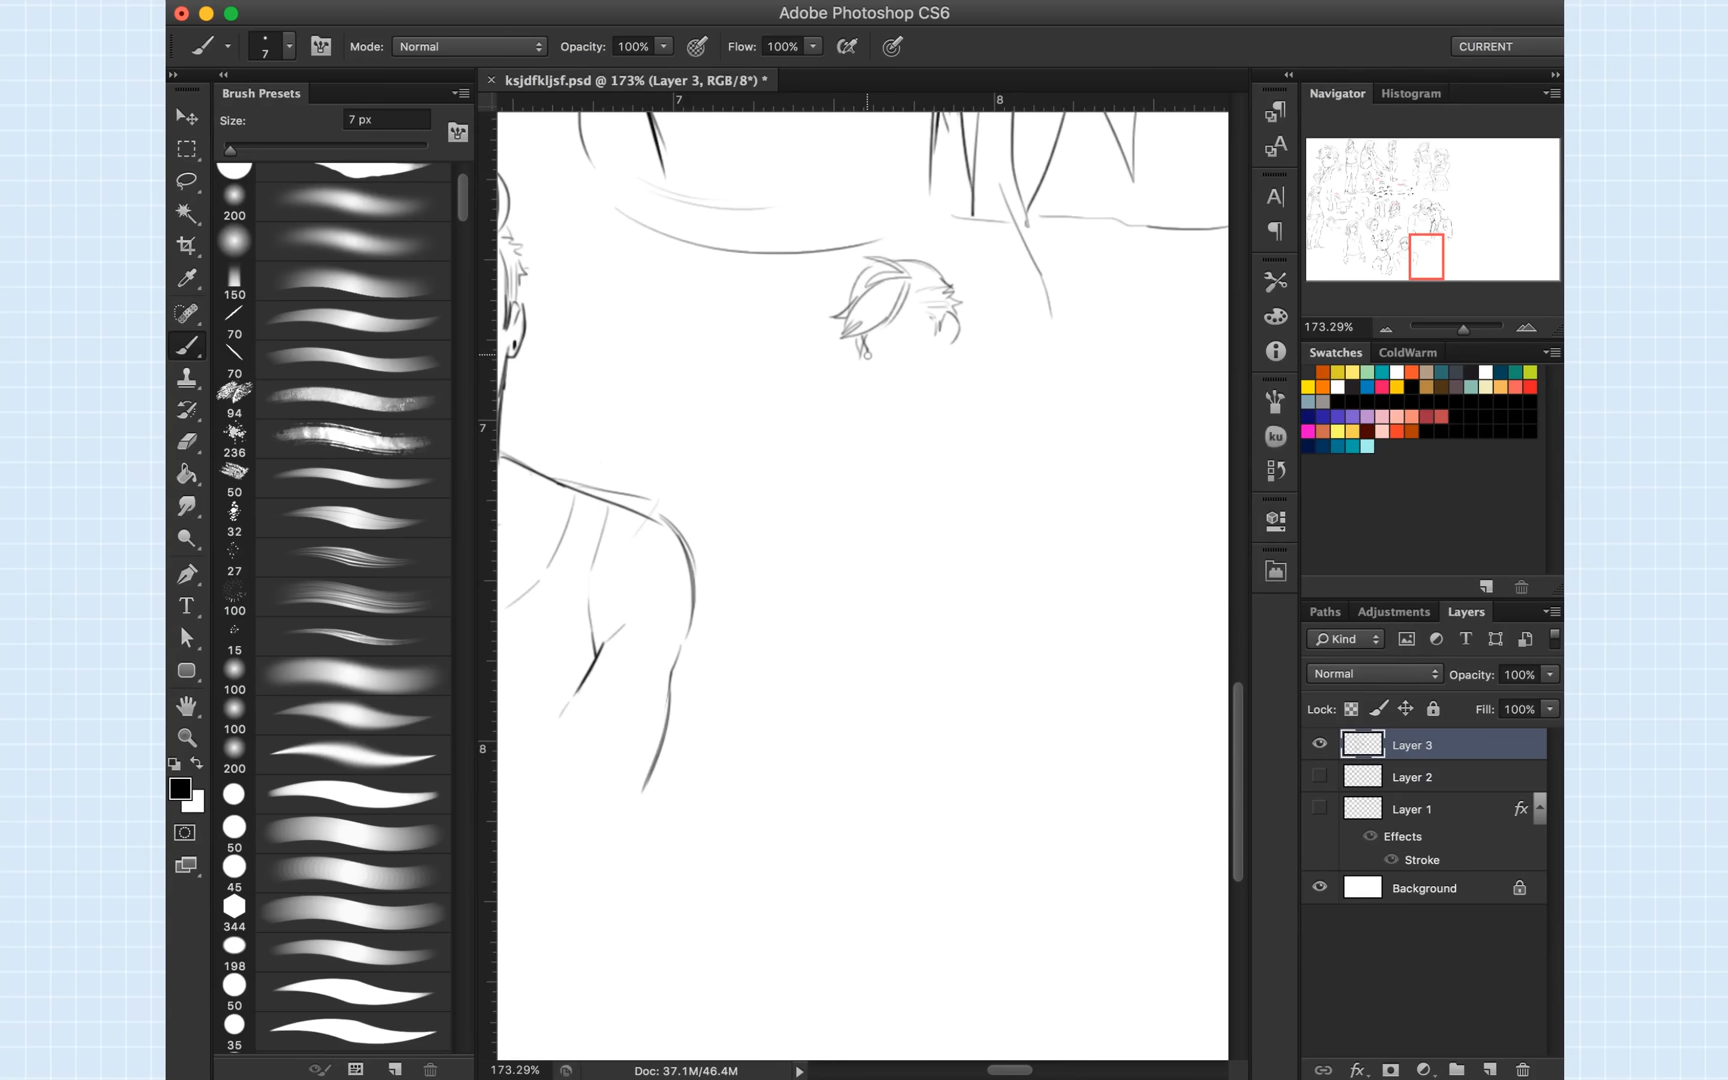 Adobe Photoshop CS6
7
Mode: Normal Opacity: 100% Flow: 100% CURRENT
× ksjdfkljsf.psd @ 173% (Layer 3, RGB/8*) *
Brush Presets
Size: 7 px
200
150
70
70
94
236
50
32
27
100
15
100
100
200
50
45
344
198
50
35
7 8
7
8
Navigator Histogram
173.29%
Swatches ColdWarm
ku
Paths Adjustments Layers
Kind
Normal Opacity: 100%
Lock: Fill: 100%
Layer 3
Layer 2
Layer 1 fx
Effects
Stroke
Background
173.29% Doc: 37.1M/46.4M